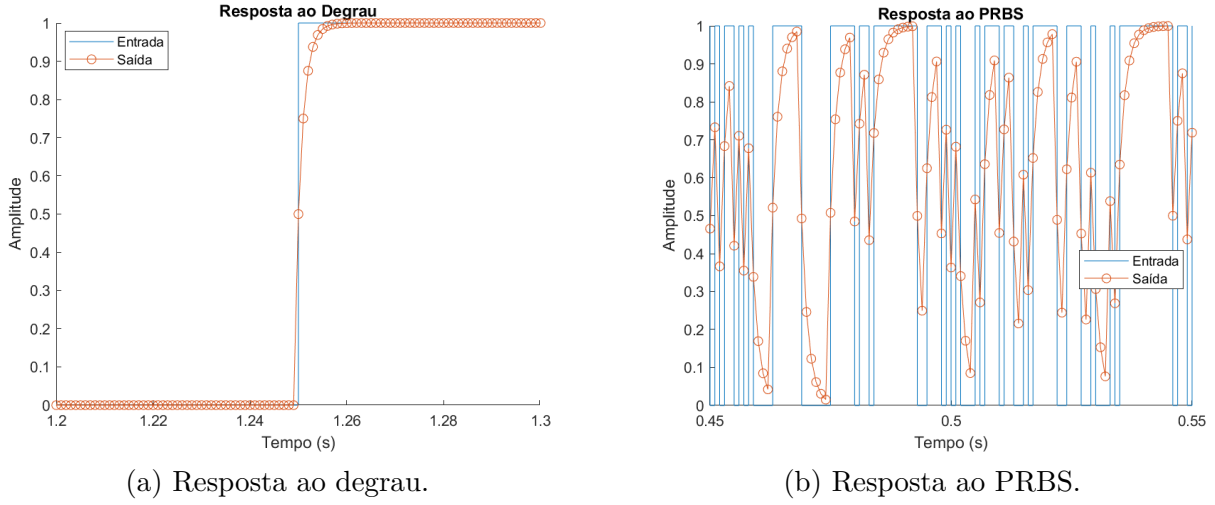 Resposta ao Degrau
Entrada
Saída
Amplitude
1
0.9
0.8
0.7
0.6
0.5
0.4
0.3
0.2
0.1
0
1.2
1.22
1.24
1.26
1.28
1.3
Tempo (s)
(a) Resposta ao degrau.
Resposta ao PRBS
Amplitude
1
0.9
0.8
0.7
0.6
0.5
0.4
0.3
0.2
0.1
0
Entrada
Saída
0.45
0.5
0.55
Tempo (s)
(b) Resposta ao PRBS.